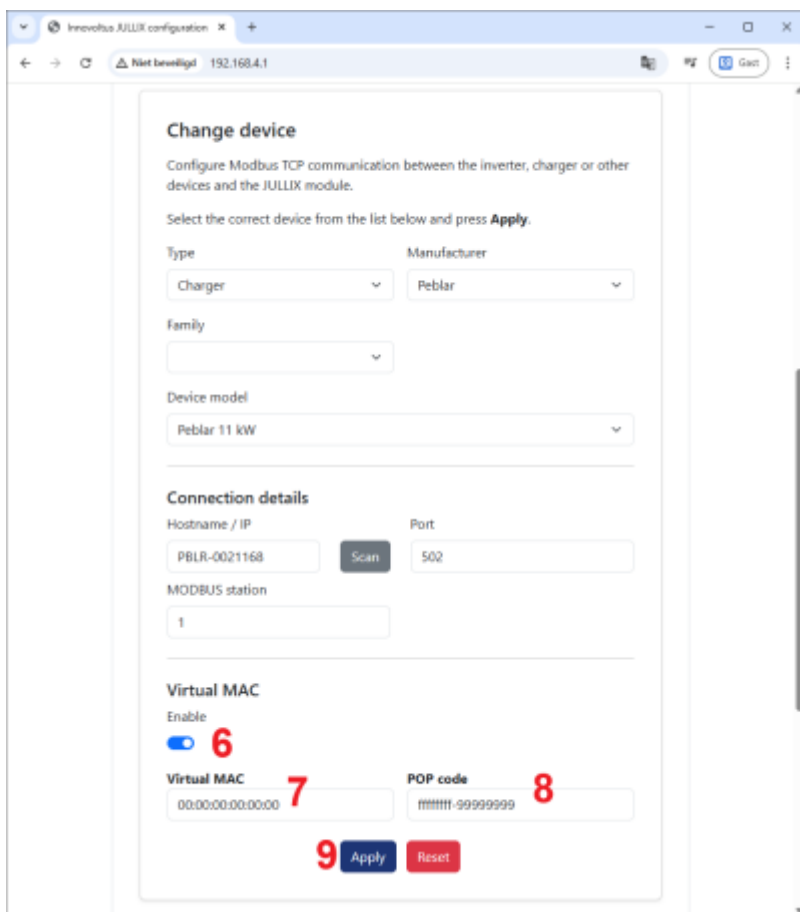 Innovoltus JULLIX configuration
Niet beveiligd 192.168.4.1
Gast
Change device
Configure Modbus TCP communication between the inverter, charger or other
devices and the JULLIX module.
Select the correct device from the list below and press Apply.
Type Manufacturer
Charger Peblar
Family
Device model
Peblar 11 kW
Connection details
Hostname / IP Port
PBLR-0021168 Scan 502
MODBUS station
1
Virtual MAC
Enable
6
Virtual MAC 7 POP code 8
00:00:00:00:00:00 ffffffff-99999999
9 Apply Reset